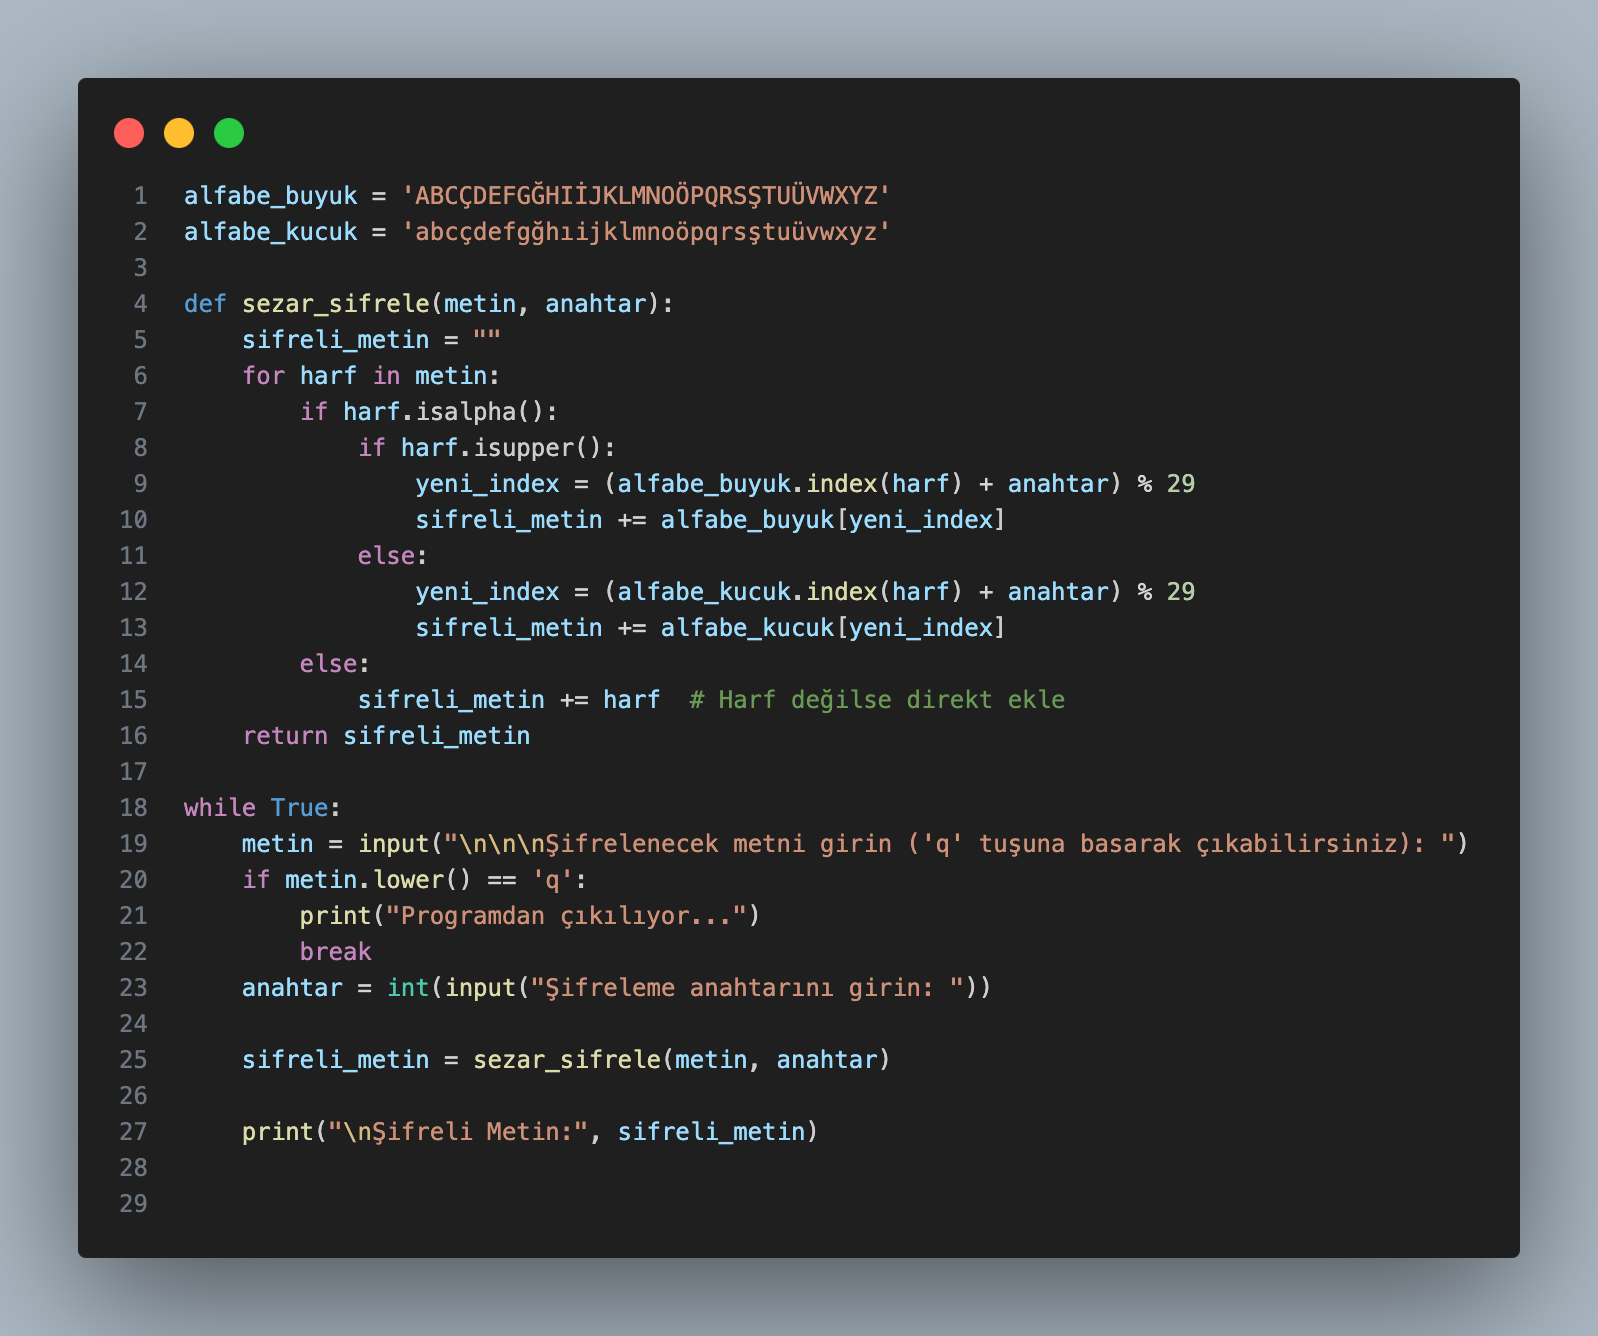 1 alfabe_buyuk = 'ABCÇDEFGĞHIİJKLMNOÖPQRSŞTUÜVWXYZ'
2 alfabe_kucuk = 'abcçdefgğhıijklmnoöpqrsştuüvwxyz'
3
4 def sezar_sifrele(metin, anahtar):
5     sifreli_metin = ""
6     for harf in metin:
7         if harf.isalpha():
8             if harf.isupper():
9                 yeni_index = (alfabe_buyuk.index(harf) + anahtar) % 29
10                 sifreli_metin += alfabe_buyuk[yeni_index]
11             else:
12                 yeni_index = (alfabe_kucuk.index(harf) + anahtar) % 29
13                 sifreli_metin += alfabe_kucuk[yeni_index]
14         else:
15             sifreli_metin += harf  # Harf değilse direkt ekle
16     return sifreli_metin
17
18 while True:
19     metin = input("\n\n\nŞifrelenecek metni girin ('q' tuşuna basarak çıkabilirsiniz): ")
20     if metin.lower() == 'q':
21         print("Programdan çıkılıyor...")
22         break
23     anahtar = int(input("Şifreleme anahtarını girin: "))
24
25     sifreli_metin = sezar_sifrele(metin, anahtar)
26
27     print("\nŞifreli Metin:", sifreli_metin)
28
29